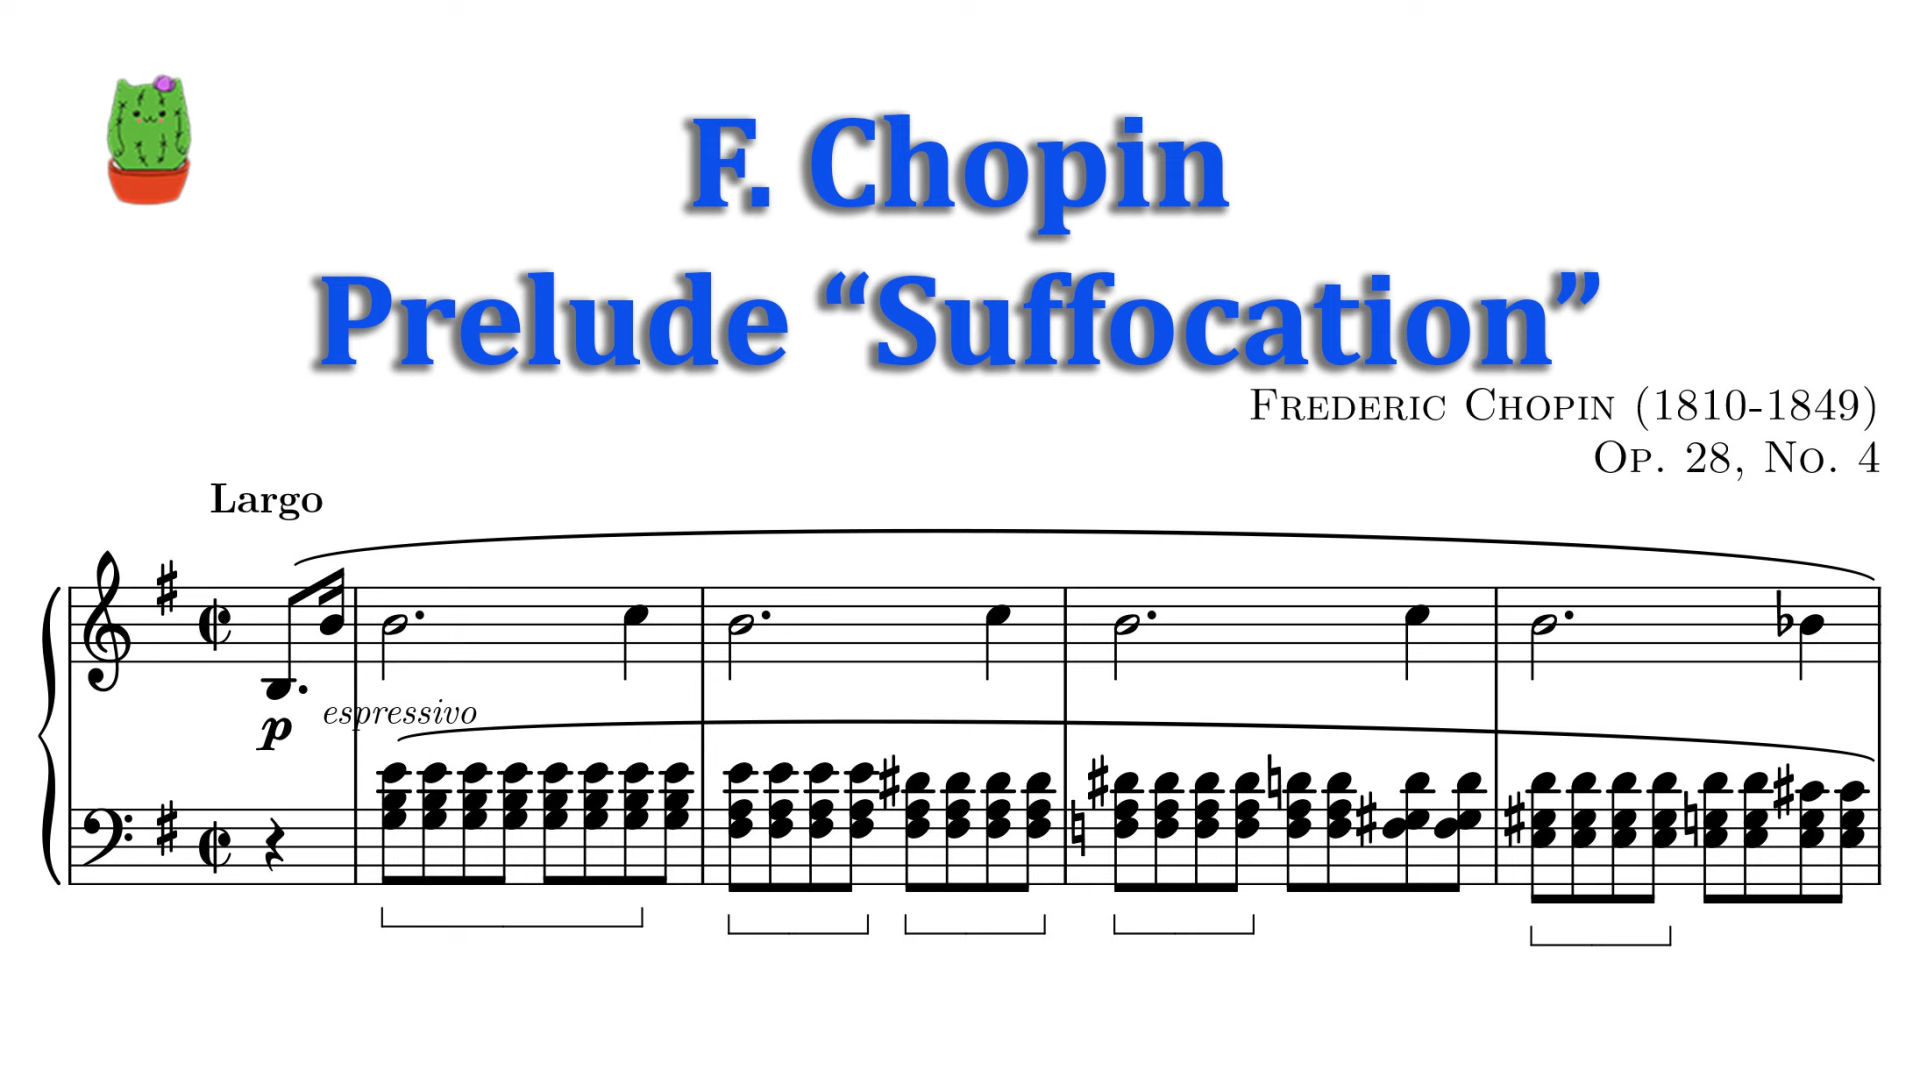 F. Chopin
Prelude “Suffocation”
Frederic Chopin (1810-1849)
Op. 28, No. 4
Largo
p espressivo